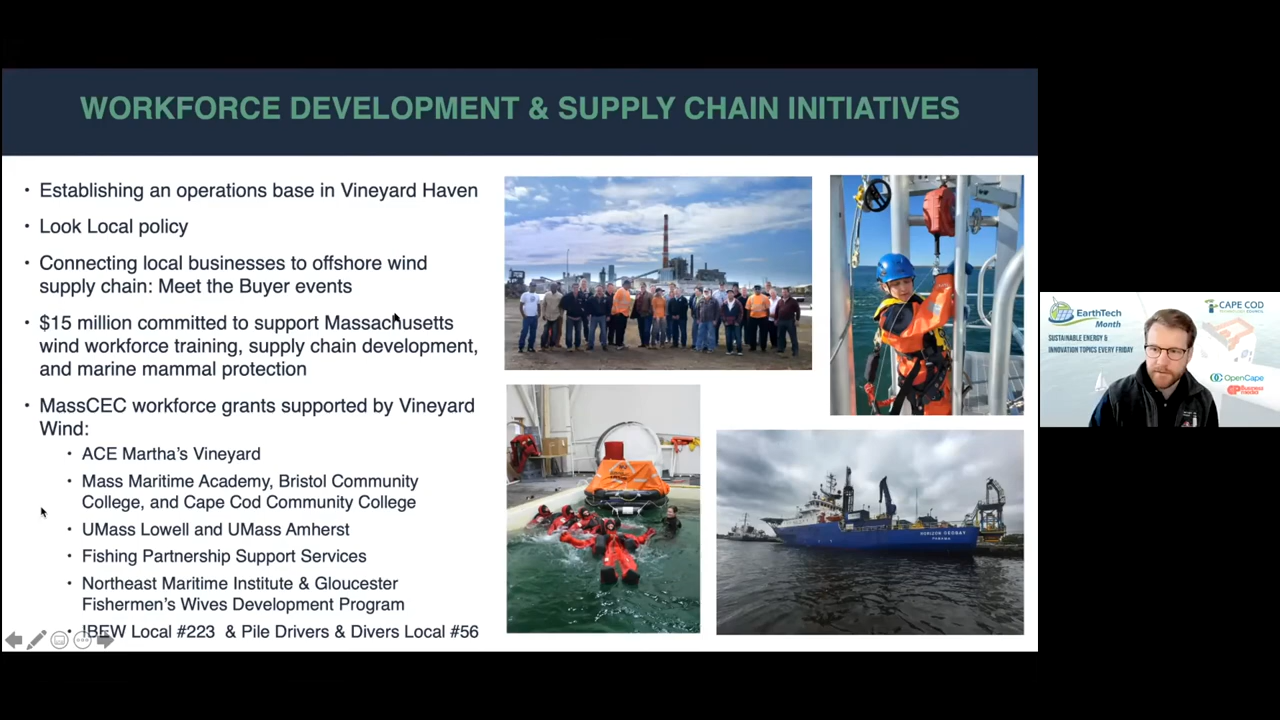 WORKFORCE DEVELOPMENT & SUPPLY CHAIN INITIATIVES
• Establishing an operations base in Vineyard Haven
• Look Local policy
• Connecting local businesses to offshore wind
supply chain: Meet the Buyer events
• $15 million committed to support Massachusetts
wind workforce training, supply chain development,
and marine mammal protection
• MassCEC workforce grants supported by Vineyard
Wind:
• ACE Martha's Vineyard
• Mass Maritime Academy, Bristol Community
College, and Cape Cod Community College
• UMass Lowell and UMass Amherst
• Fishing Partnership Support Services
• Northeast Maritime Institute & Gloucester
Fishermen's Wives Development Program
• IBEW Local #223 & Pile Drivers & Divers Local #56
HORIZON GEOBAY
PANAMA
EarthTech
Month
SUSTAINABLE ENERGY &
INNOVATION TOPICS EVERY FRIDAY
CAPE COD
TECHNOLOGY COUNCIL
OpenCape
Business
media